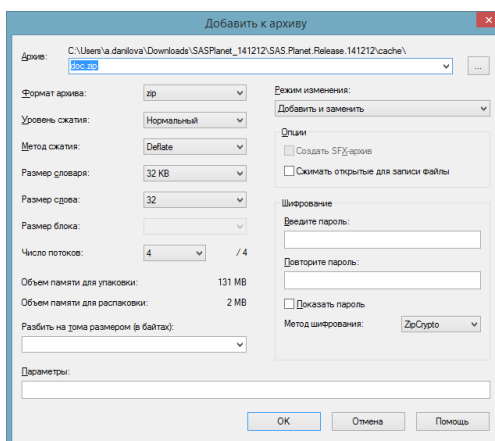 Добавить к архиву
Архив: C:\Users\a.danilova\Downloads\SASPlanet_141212\SAS.Planet.Release.141212\cache\
doc.zip
...
Формат архива: zip
Режим изменения:
Добавить и заменить
Уровень сжатия: Нормальный
Опции
Метод сжатия: Deflate
Создать SFX-архив
Размер словаря: 32 KB
Сжимать открытые для записи файлы
Размер слова: 32
Шифрование
Размер блока:
Введите пароль:
Число потоков: 4 / 4
Повторите пароль:
Объем памяти для упаковки: 131 MB
Объем памяти для распаковки: 2 MB
Показать пароль
Разбить на тома размером (в байтах):
Метод шифрования: ZipCrypto
Параметры:
OK Отмена Помощь